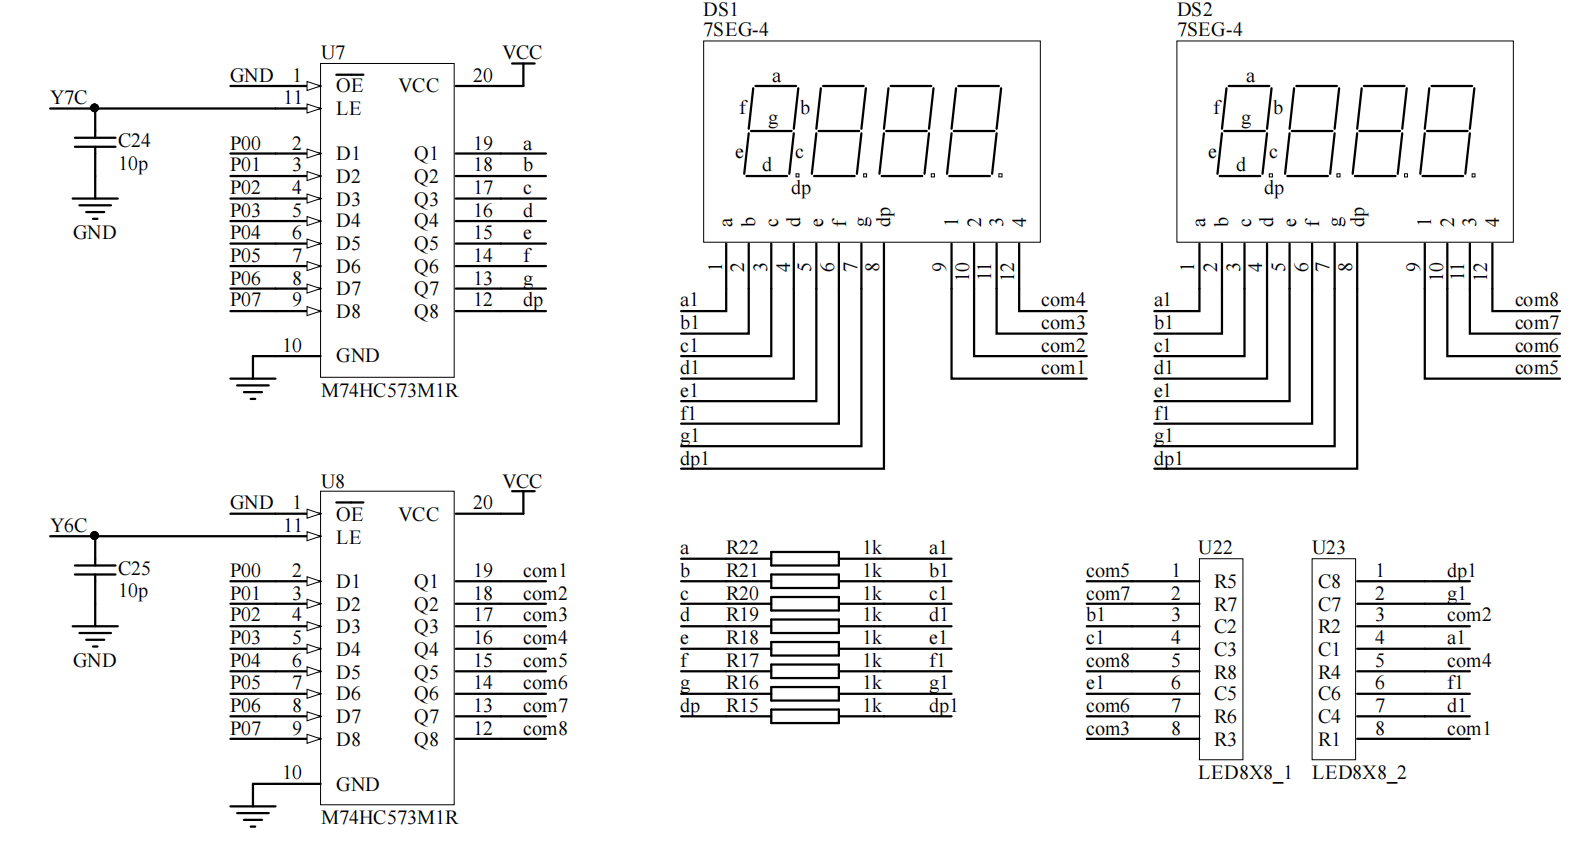 U7
VCC
GND 1 OE VCC 20
Y7C 11 LE
C24
10p
GND
P00 2 D1 Q1 19 a
P01 3 D2 Q2 18 b
P02 4 D3 Q3 17 c
P03 5 D4 Q4 16 d
P04 6 D5 Q5 15 e
P05 7 D6 Q6 14 f
P06 8 D7 Q7 13 g
P07 9 D8 Q8 12 dp
10 GND
M74HC573M1R
DS1
7SEG-4
a
f b
g
e c
d
dp
a b c d e f g dp 1 2 3 4
1 2 3 4 5 6 7 8 9 10 11 12
a1 com4
b1 com3
c1 com2
d1 com1
e1
f1
g1
dp1
DS2
7SEG-4
a
f b
g
e c
d
dp
a b c d e f g dp 1 2 3 4
1 2 3 4 5 6 7 8 9 10 11 12
a1 com8
b1 com7
c1 com6
d1 com5
e1
f1
g1
dp1
U8
VCC
GND 1 OE VCC 20
Y6C 11 LE
C25
10p
GND
P00 2 D1 Q1 19 com1
P01 3 D2 Q2 18 com2
P02 4 D3 Q3 17 com3
P03 5 D4 Q4 16 com4
P04 6 D5 Q5 15 com5
P05 7 D6 Q6 14 com6
P06 8 D7 Q7 13 com7
P07 9 D8 Q8 12 com8
10 GND
M74HC573M1R
a R22 1k a1
b R21 1k b1
c R20 1k c1
d R19 1k d1
e R18 1k e1
f R17 1k f1
g R16 1k g1
dp R15 1k dp1
U22
com5 1 R5
com7 2 R7
b1 3 C2
c1 4 C3
com8 5 R8
e1 6 C5
com6 7 R6
com3 8 R3
LED8X8_1
U23
C8 1 dp1
C7 2 g1
R2 3 com2
C1 4 a1
R4 5 com4
C6 6 f1
C4 7 d1
R1 8 com1
LED8X8_2